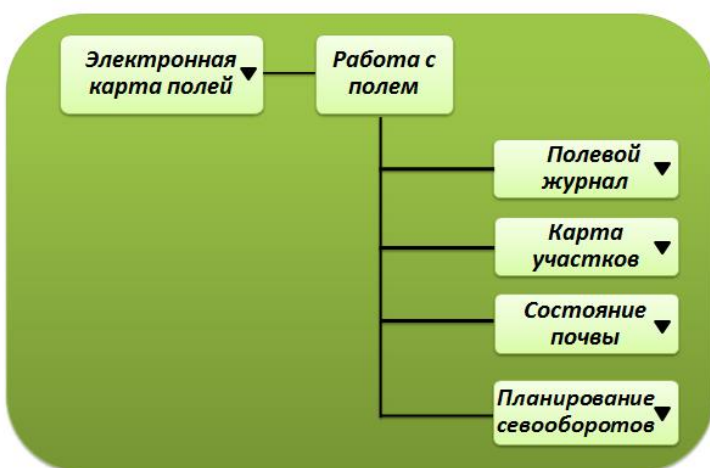 Электронная
карта полей
Работа с
полем
Полевой
журнал
Карта
участков
Состояние
почвы
Планирование
севооборотов